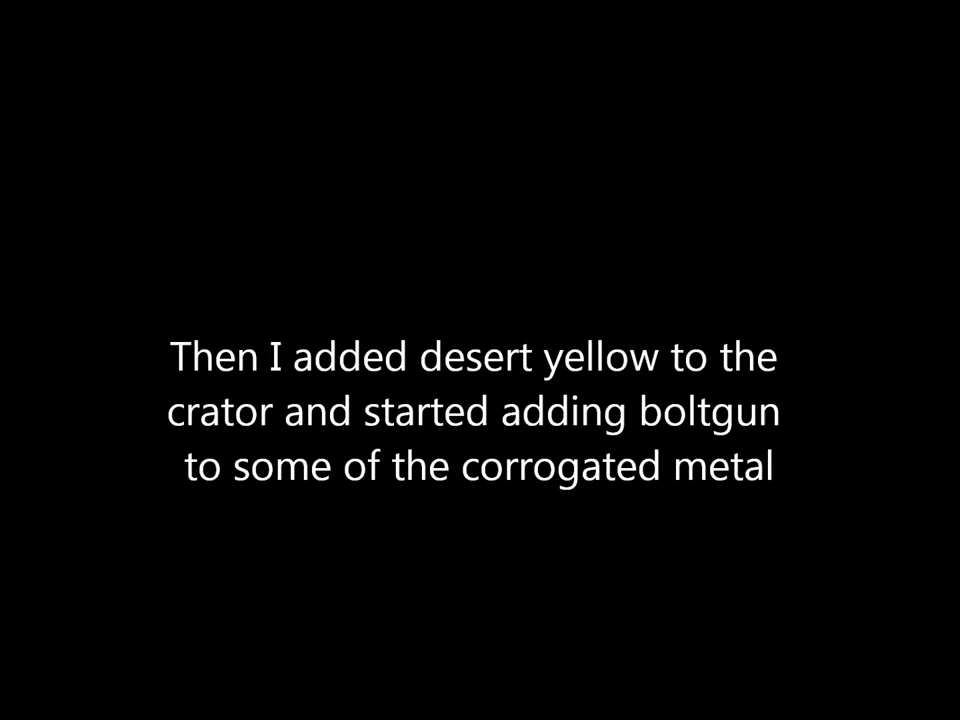 Then I added desert yellow to the
crator and started adding boltgun
to some of the corrogated metal